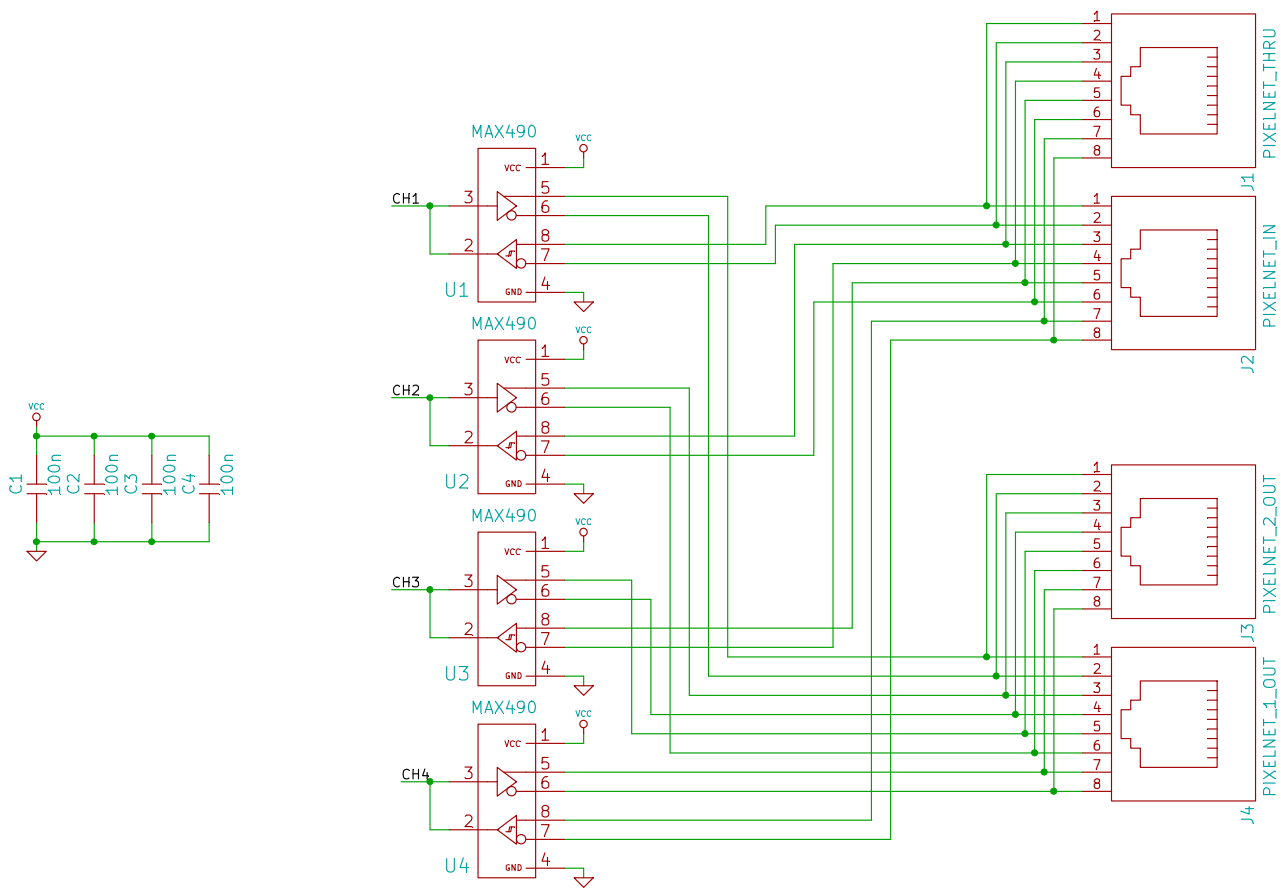 VCC
C1
100n
C2
100n
C3
100n
C4
100n
MAX490
VCC
VCC
1
CH1
3
5
6
2
8
7
GND
4
U1
MAX490
VCC
VCC
1
CH2
3
5
6
2
8
7
GND
4
U2
MAX490
VCC
VCC
1
CH3
3
5
6
2
8
7
GND
4
U3
MAX490
VCC
VCC
1
CH4
3
5
6
2
8
7
GND
4
U4
1
2
3
4
5
6
7
8
PIXELNET_THRU
J1
1
2
3
4
5
6
7
8
PIXELNET_IN
J2
1
2
3
4
5
6
7
8
PIXELNET_2_OUT
J3
1
2
3
4
5
6
7
8
PIXELNET_1_OUT
J4